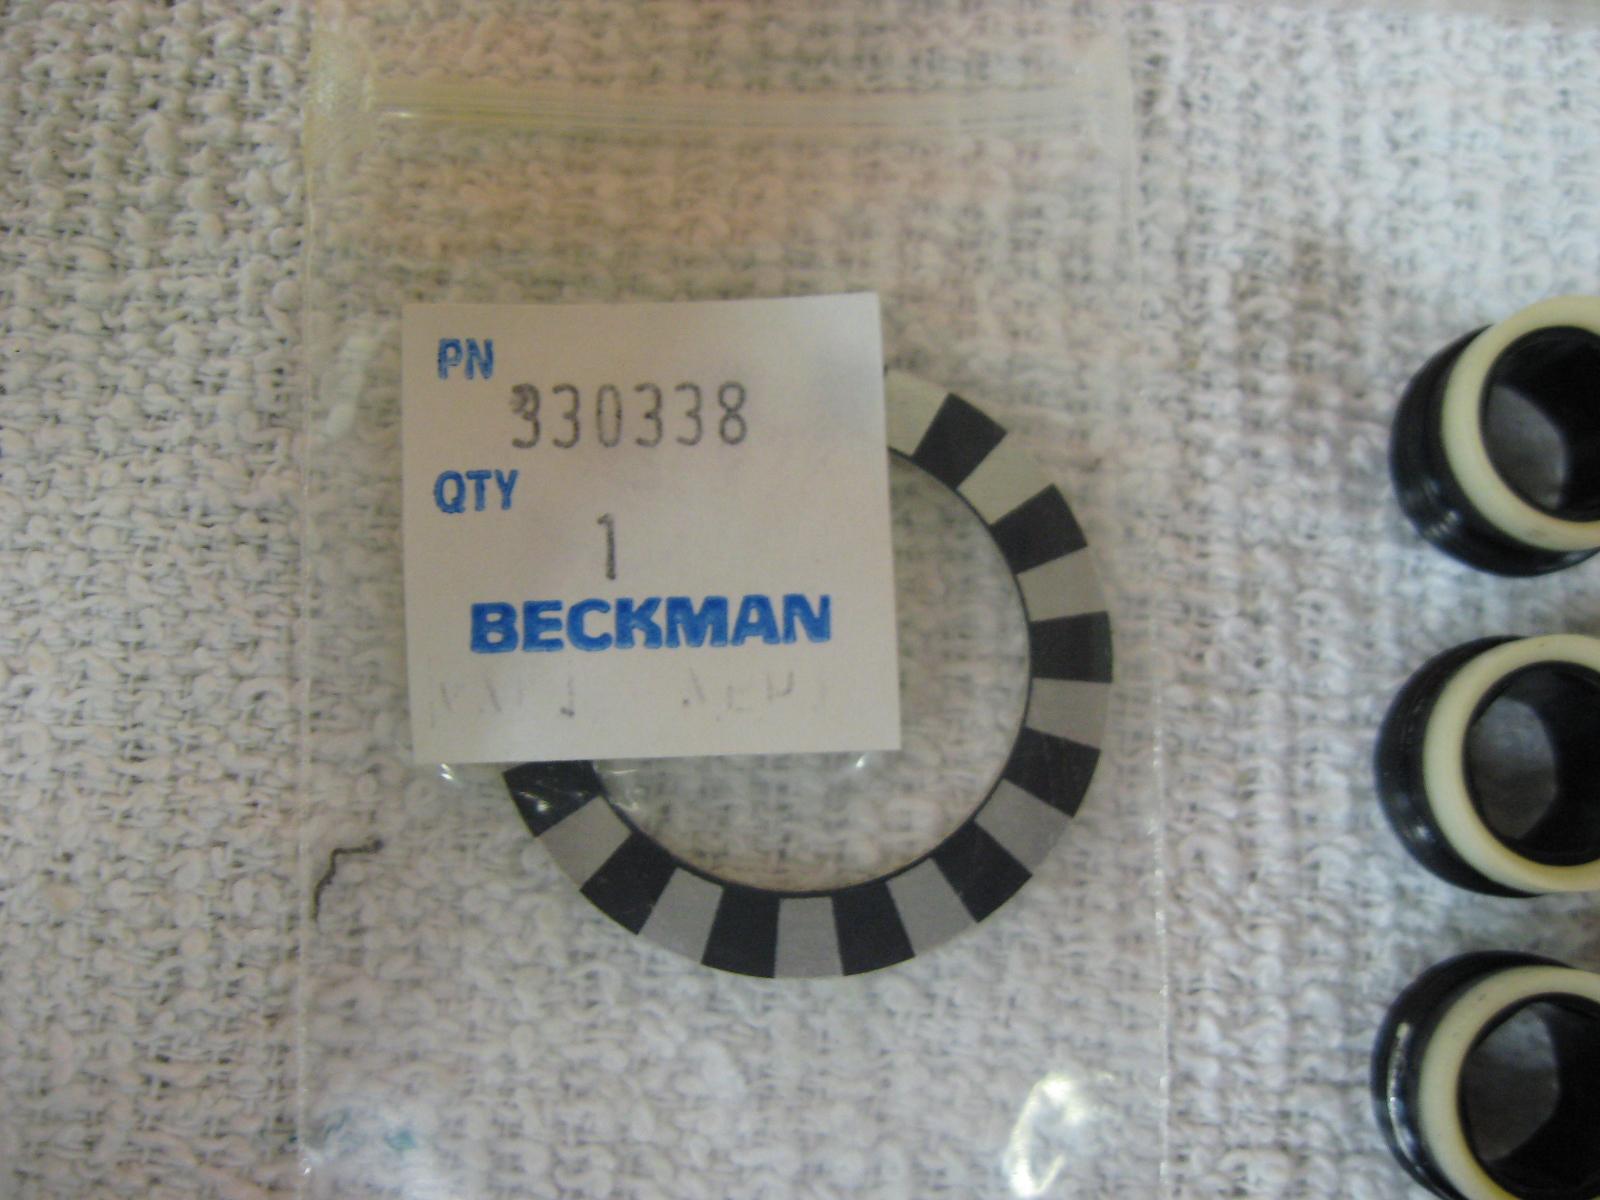 PN
330338
QTY
1
BECKMAN